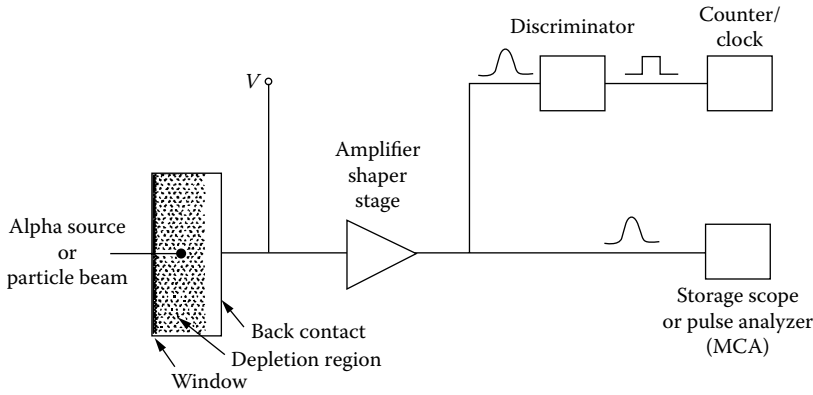 Discriminator
Counter/
clock
V
Amplifier
shaper
stage
Alpha source
or
particle beam
Back contact
Depletion region
Window
Storage scope
or pulse analyzer
(MCA)